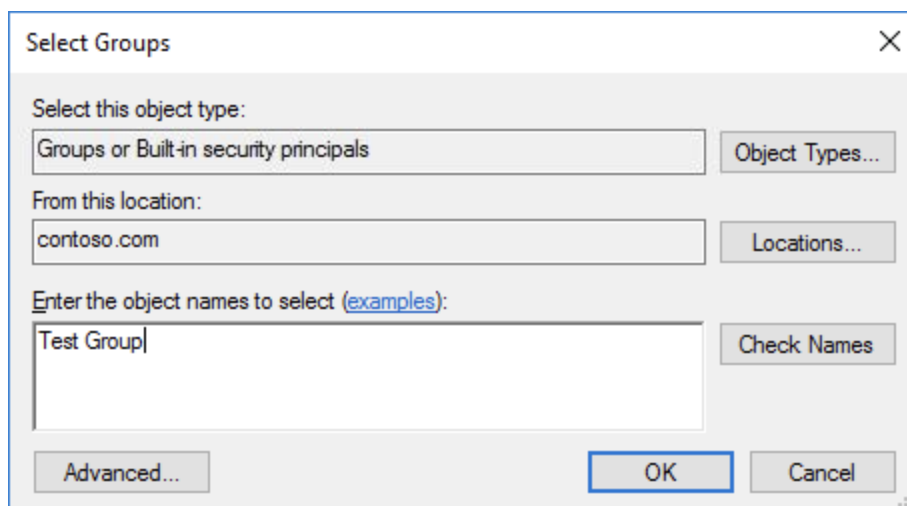 Select Groups
Select this object type:
Groups or Built-in security principals
Object Types...
From this location:
contoso.com
Locations...
Enter the object names to select (examples):
Test Group
Check Names
Advanced...
OK
Cancel